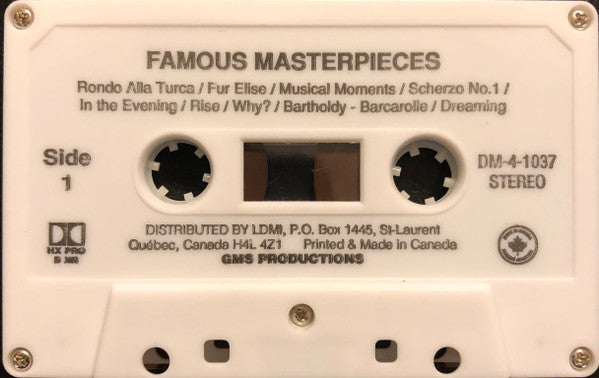 FAMOUS MASTERPIECES
Rondo Alla Turca / Fur Elise / Musical Moments / Scherzo No.1 /
In the Evening / Rise / Why? / Bartholdy - Barcarolle / Dreaming
Side
1
DM-4-1037
STEREO
DISTRIBUTED BY LDMI, P.O. Box 1445, St-Laurent
Québec, Canada H4L 4Z1 Printed & Made in Canada
GMS PRODUCTIONS
HX PRO